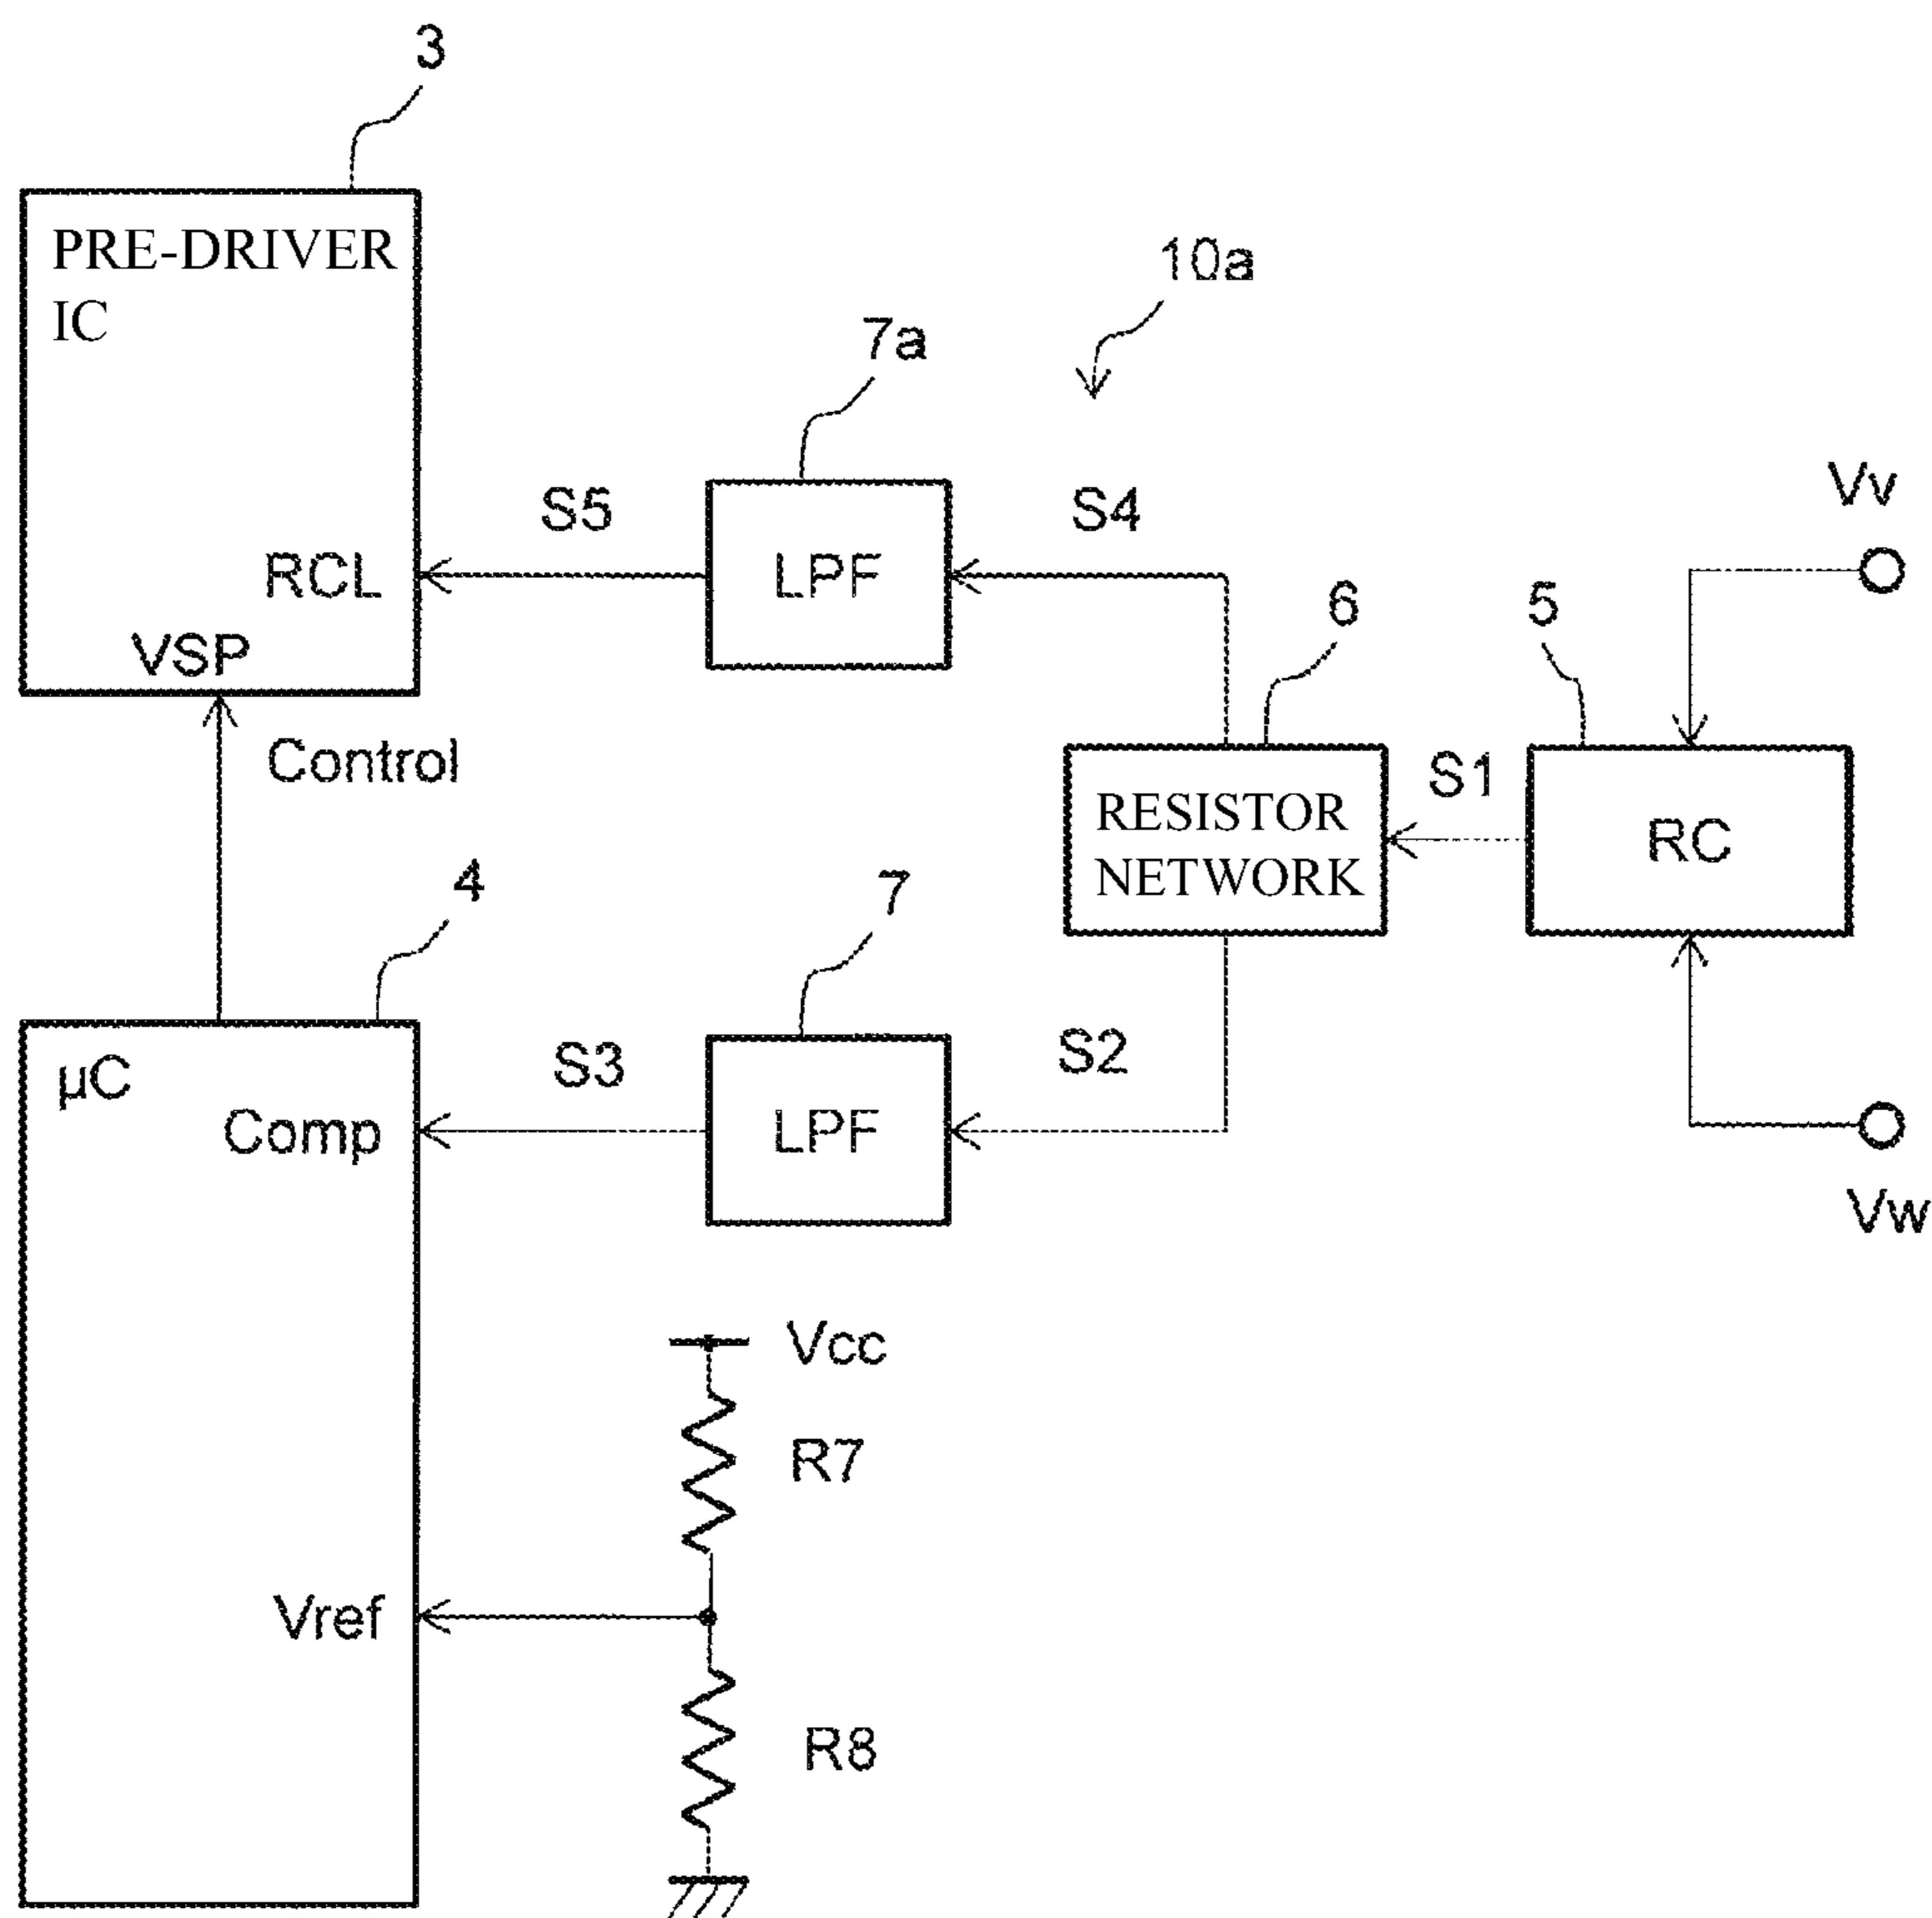 3
PRE-DRIVER
IC
10a
7a
Vv
S5
S4
LPF
RCL
6
5
VSP
Control
S1
RESISTOR
NETWORK
RC
4
7
S3
S2
µC
Comp
LPF
Vw
Vcc
R7
Vref
R8